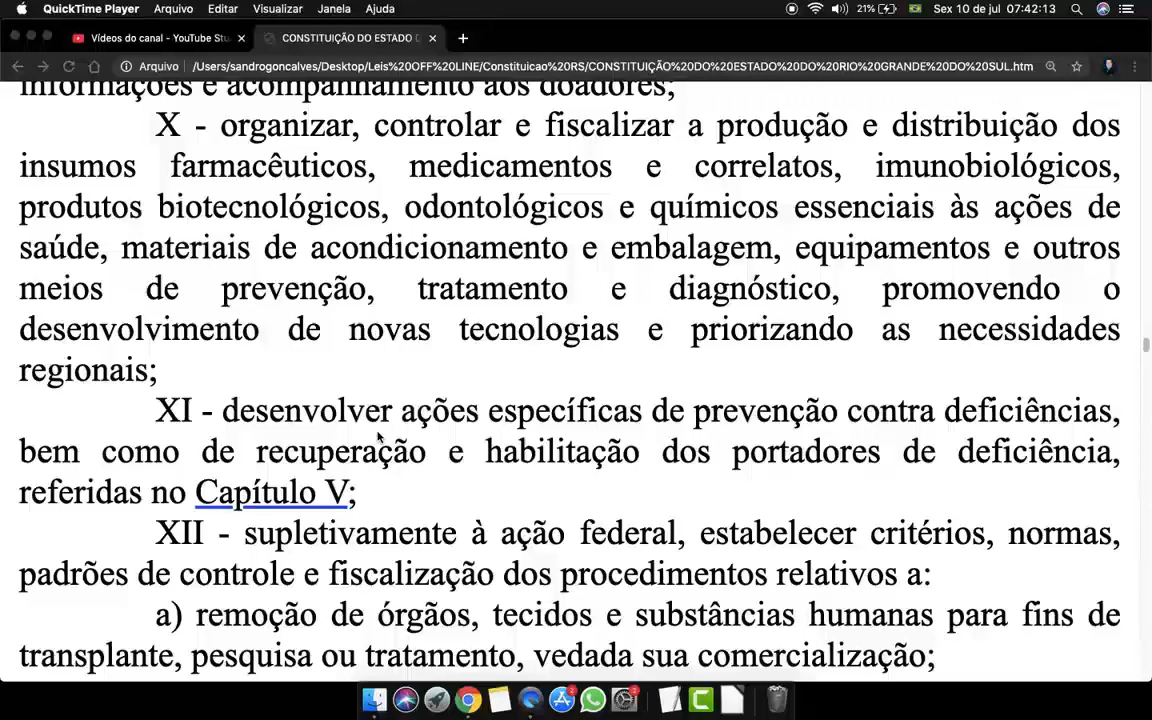 QuickTime Player Arquivo Editar Visualizar Janela Ajuda 21% Sex 10 de jul 07:42:13
Vídeos do canal - YouTube Stu × CONSTITUIÇÃO DO ESTADO × +
Arquivo /Users/sandrogoncalves/Desktop/Leis%20OFF%20LINE/Constituicao%20RS/CONSTITUIÇÃO%20DO%20ESTADO%20DO%20RIO%20GRANDE%20DO%20SUL.htm
informações e acompanhamento aos doadores;
X - organizar, controlar e fiscalizar a produção e distribuição dos
insumos farmacêuticos, medicamentos e correlatos, imunobiológicos,
produtos biotecnológicos, odontológicos e químicos essenciais às ações de
saúde, materiais de acondicionamento e embalagem, equipamentos e outros
meios de prevenção, tratamento e diagnóstico, promovendo o
desenvolvimento de novas tecnologias e priorizando as necessidades
regionais;
XI - desenvolver ações específicas de prevenção contra deficiências,
bem como de recuperação e habilitação dos portadores de deficiência,
referidas no Capítulo V;
XII - supletivamente à ação federal, estabelecer critérios, normas,
padrões de controle e fiscalização dos procedimentos relativos a:
a) remoção de órgãos, tecidos e substâncias humanas para fins de
transplante, pesquisa ou tratamento, vedada sua comercialização;